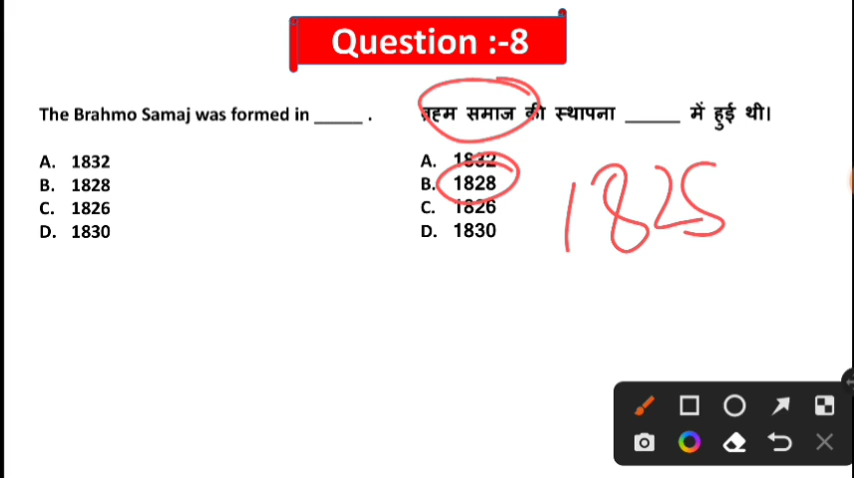 Question :-8
The Brahmo Samaj was formed in _____ .
A. 1832
B. 1828
C. 1826
D. 1830
ब्रहम समाज की स्थापना _____ में हुई थी।
A. 1832
B. 1828
C. 1826
D. 1830
1825